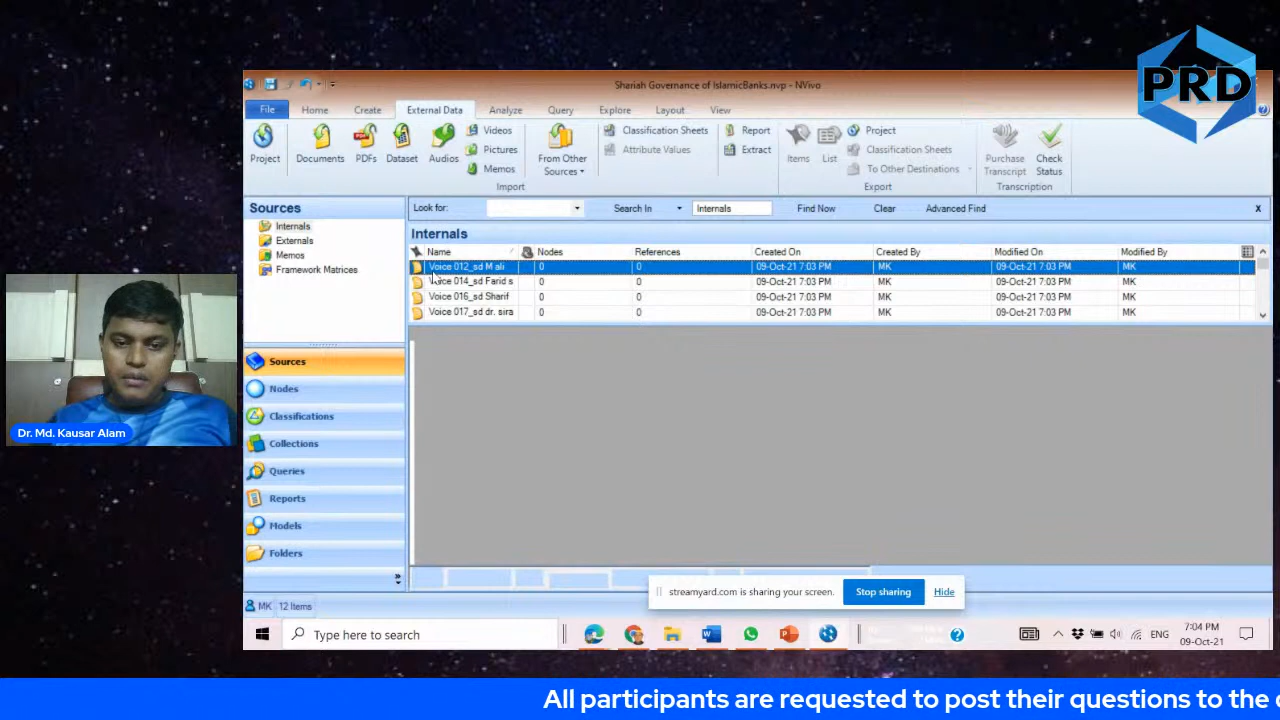 PRD
Shariah Governance of IslamicBanks.nvp - NVivo
File Home Create External Data Analyze Query Explore Layout View
Project Documents PDFs Dataset Audios Videos Pictures Memos From Other Sources Classification Sheets Attribute Values Report Extract Items List Project Classification Sheets To Other Destinations Purchase Transcript Check Status
Import Export Transcription
Sources
Internals
Externals
Memos
Framework Matrices
Look for: Search In Internals Find Now Clear Advanced Find x
Internals
Name Nodes References Created On Created By Modified On Modified By
Voice 012_sd M ali 0 0 09-Oct-21 7:03 PM MK 09-Oct-21 7:03 PM MK
Voice 014_sd Farid s 0 0 09-Oct-21 7:03 PM MK 09-Oct-21 7:03 PM MK
Voice 016_sd Sharif 0 0 09-Oct-21 7:03 PM MK 09-Oct-21 7:03 PM MK
Voice 017_sd dr. sira 0 0 09-Oct-21 7:03 PM MK 09-Oct-21 7:03 PM MK
Sources
Nodes
Classifications
Collections
Queries
Reports
Models
Folders
Dr. Md. Kausar Alam
streamyard.com is sharing your screen. Stop sharing Hide
MK 12 Items
Type here to search
ENG
7:04 PM
09-Oct-21
All participants are requested to post their questions to the